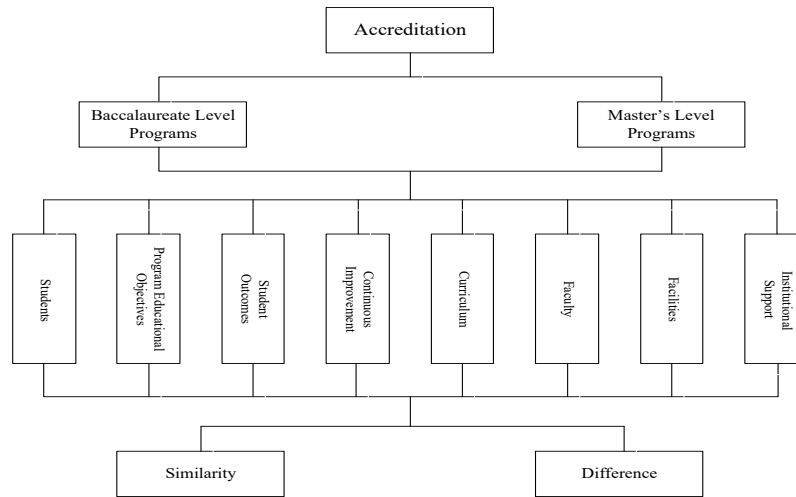 Accreditation
Baccalaureate Level
Programs
Master's Level
Programs
Students
Program Educational
Objectives
Student
Outcomes
Continuous
Improvement
Curriculum
Faculty
Facilities
Institutional
Support
Similarity
Difference